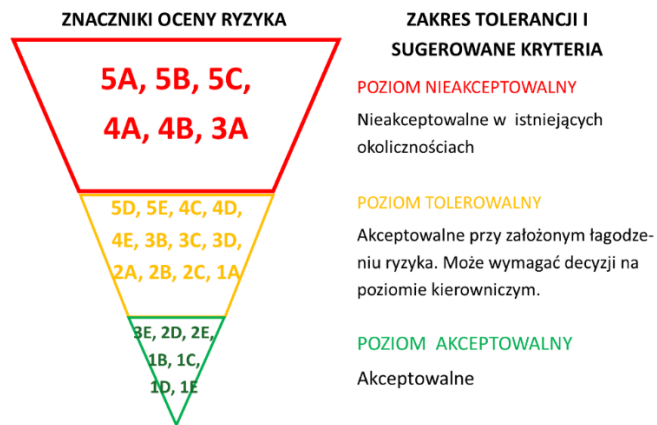 ZNACZNIKI OCENY RYZYKA
5A, 5B, 5C,
4A, 4B, 3A
5D, 5E, 4C, 4D,
4E, 3B, 3C, 3D,
2A, 2B, 2C, 1A
3E, 2D, 2E,
1B, 1C,
1D, 1E
ZAKRES TOLERANCJI I
SUGEROWANE KRYTERIA
POZIOM NIEAKCEPTOWALNY
Nieakceptowalne w istniejących
okolicznościach
POZIOM TOLEROWALNY
Akceptowalne przy założonym łagodze-
niu ryzyka. Może wymagać decyzji na
poziomie kierowniczym.
POZIOM AKCEPTOWALNY
Akceptowalne